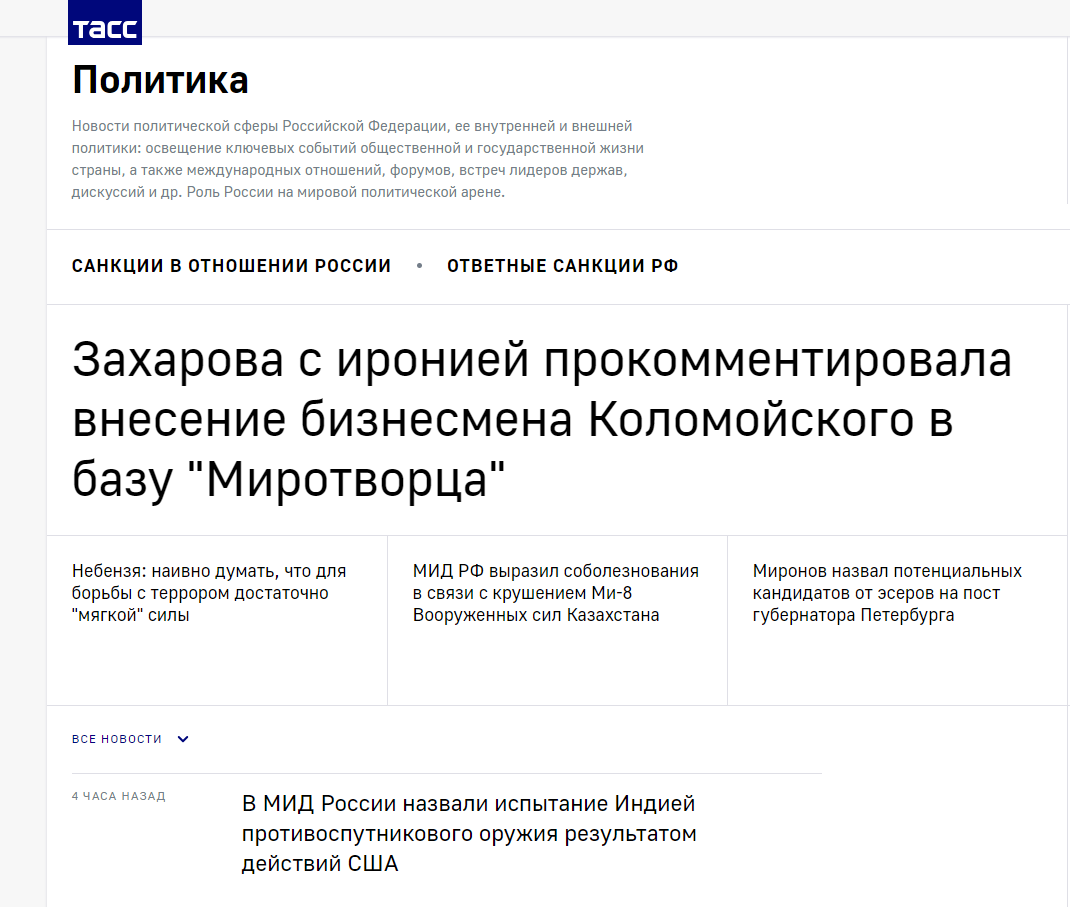 тасс
Политика
Новости политической сферы Российской Федерации, ее внутренней и внешней
политики: освещение ключевых событий общественной и государственной жизни
страны, а также международных отношений, форумов, встреч лидеров держав,
дискуссий и др. Роль России на мировой политической арене.
САНКЦИИ В ОТНОШЕНИИ РОССИИ • ОТВЕТНЫЕ САНКЦИИ РФ
Захарова с иронией прокомментировала
внесение бизнесмена Коломойского в
базу "Миротворца"
Небензя: наивно думать, что для
борьбы с террором достаточно
"мягкой" силы
МИД РФ выразил соболезнования
в связи с крушением Ми-8
Вооруженных сил Казахстана
Миронов назвал потенциальных
кандидатов от эсеров на пост
губернатора Петербурга
ВСЕ НОВОСТИ
4 ЧАСА НАЗАД
В МИД России назвали испытание Индией
противоспутникового оружия результатом
действий США